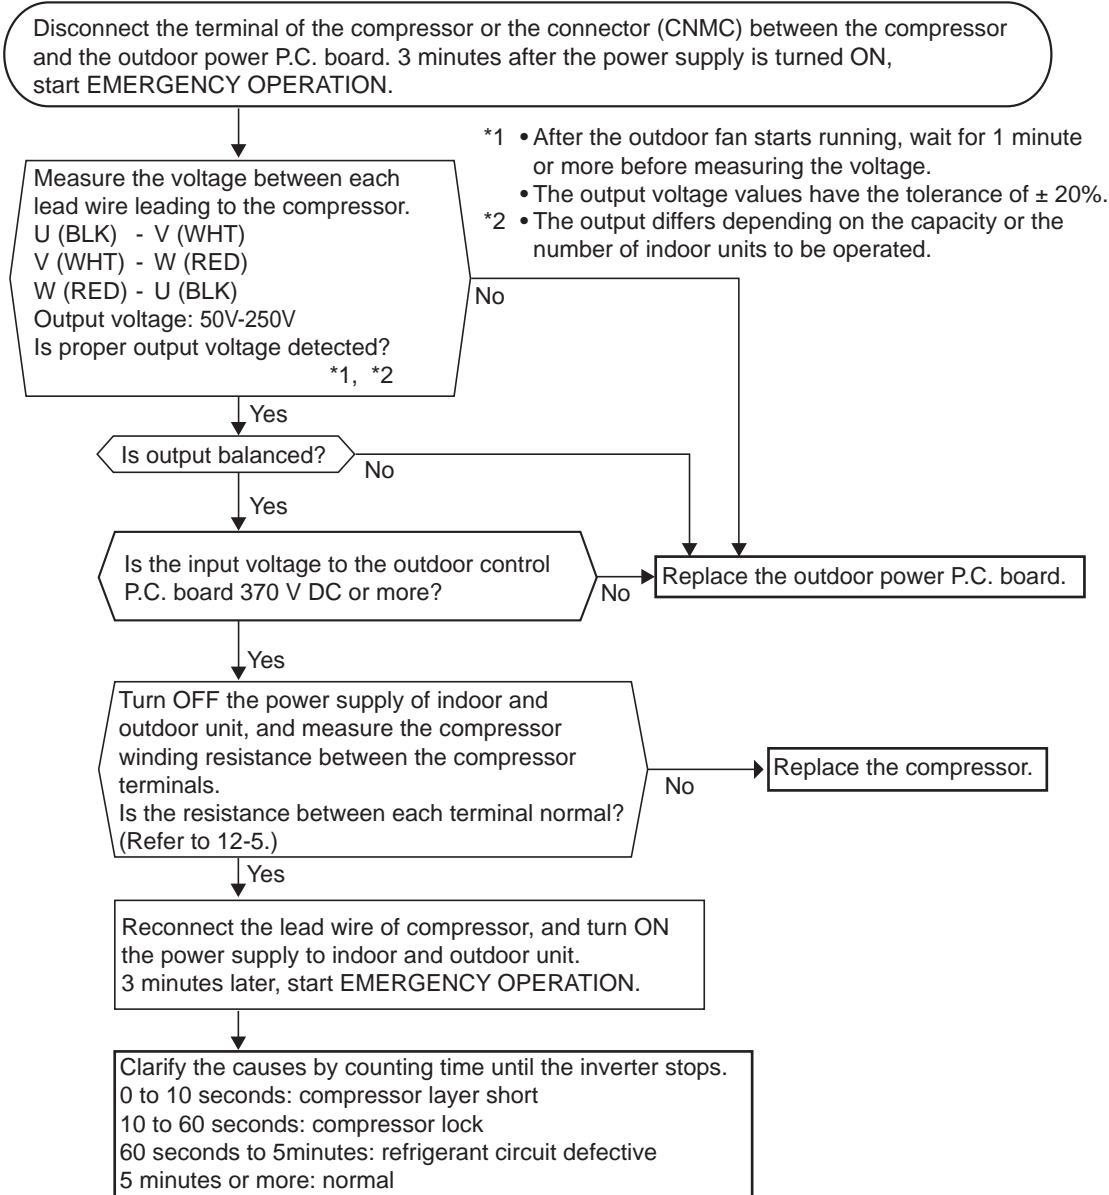 Disconnect the terminal of the compressor or the connector (CNMC) between the compressor
and the outdoor power P.C. board. 3 minutes after the power supply is turned ON,
start EMERGENCY OPERATION.
*1 • After the outdoor fan starts running, wait for 1 minute
or more before measuring the voltage.
• The output voltage values have the tolerance of ± 20%.
*2 • The output differs depending on the capacity or the
number of indoor units to be operated.
Measure the voltage between each
lead wire leading to the compressor.
U (BLK) - V (WHT)
V (WHT) - W (RED)
W (RED) - U (BLK)
Output voltage: 50V-250V
Is proper output voltage detected?
*1, *2
No
Yes
Is output balanced?
No
Yes
Is the input voltage to the outdoor control
P.C. board 370 V DC or more?
No
Replace the outdoor power P.C. board.
Yes
Turn OFF the power supply of indoor and
outdoor unit, and measure the compressor
winding resistance between the compressor
terminals.
Is the resistance between each terminal normal?
(Refer to 12-5.)
No
Replace the compressor.
Yes
Reconnect the lead wire of compressor, and turn ON
the power supply to indoor and outdoor unit.
3 minutes later, start EMERGENCY OPERATION.
Clarify the causes by counting time until the inverter stops.
0 to 10 seconds: compressor layer short
10 to 60 seconds: compressor lock
60 seconds to 5minutes: refrigerant circuit defective
5 minutes or more: normal